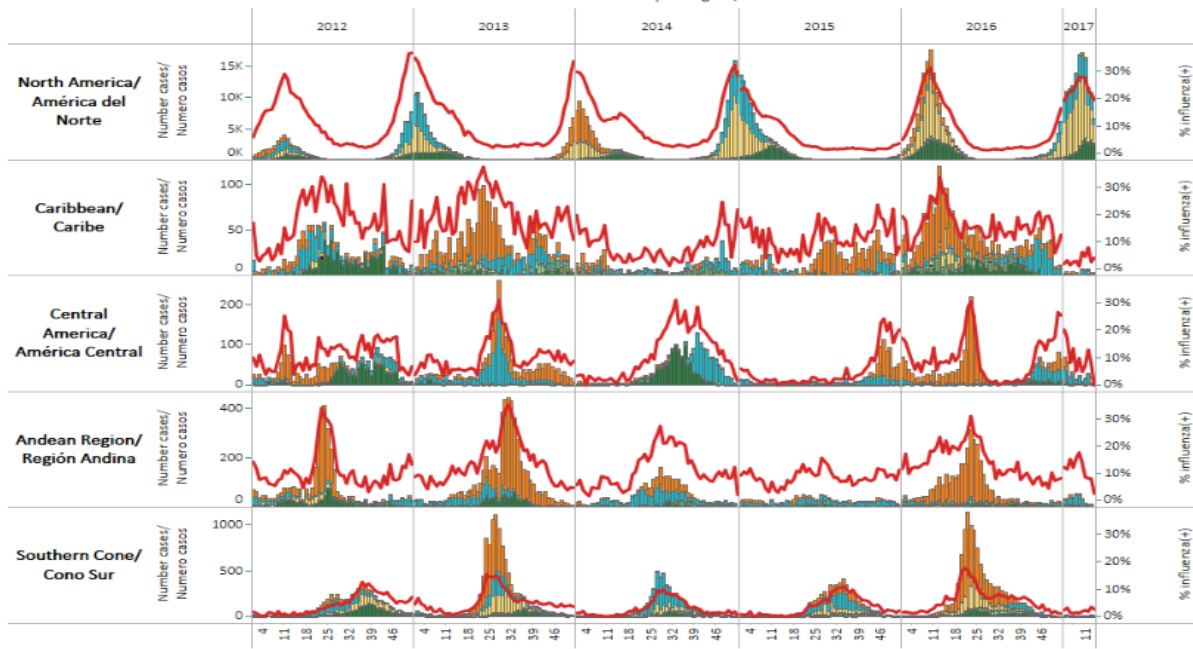 2012 2013 2014 2015 2016 2017
North America/
América del
Norte
Number cases/
Numero casos
15K
10K
5K
0K
30%
20%
10%
0%
% influenza(+)
Caribbean/
Caribe
Number cases/
Numero casos
100
50
0
30%
20%
10%
0%
% influenza(+)
Central
America/
América Central
Number cases/
Numero casos
200
100
0
30%
20%
10%
0%
% influenza(+)
Andean Region/
Región Andina
Number cases/
Numero casos
400
200
0
30%
20%
10%
0%
% influenza(+)
Southern Cone/
Cono Sur
Number cases/
Numero casos
1000
500
0
30%
20%
10%
0%
% influenza(+)
4 11 18 25 32 39 46 4 11 18 25 32 39 46 4 11 18 25 32 39 46 4 11 18 25 32 39 46 4 11 18 25 32 39 46 11